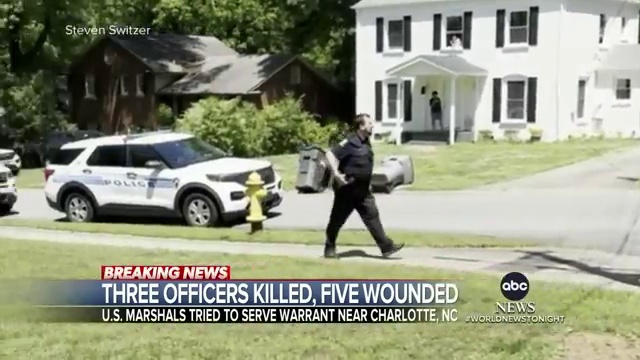 Steven Switzer
POLICE
BREAKING NEWS
THREE OFFICERS KILLED, FIVE WOUNDED
U.S. MARSHALS TRIED TO SERVE WARRANT NEAR CHARLOTTE, NC
abc
NEWS
#WORLDNEWSTONIGHT